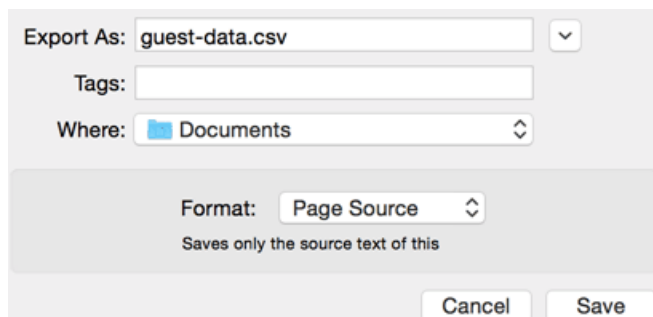 Export As: guest-data.csv
Tags:
Where: Documents
Format: Page Source
Saves only the source text of this
Cancel Save